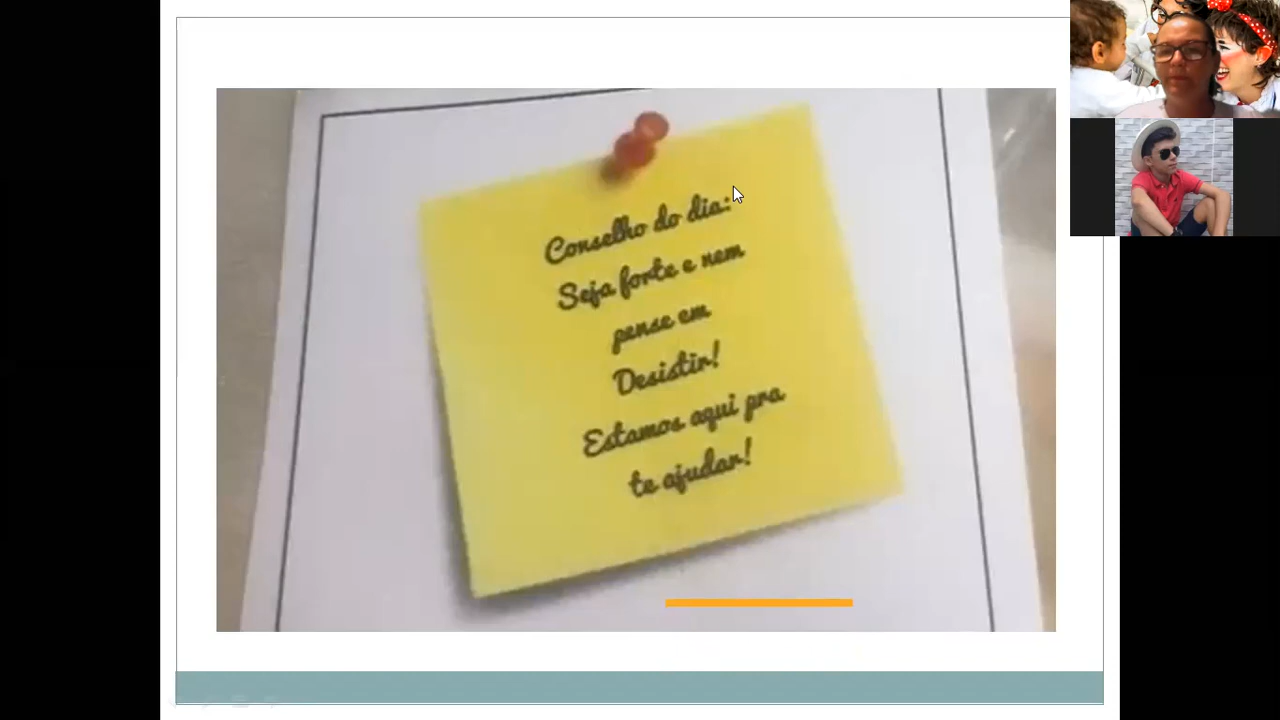 Conselho do dia:
Seja forte e nem
pense em
Desistir!
Estamos aqui pra
te ajudar!